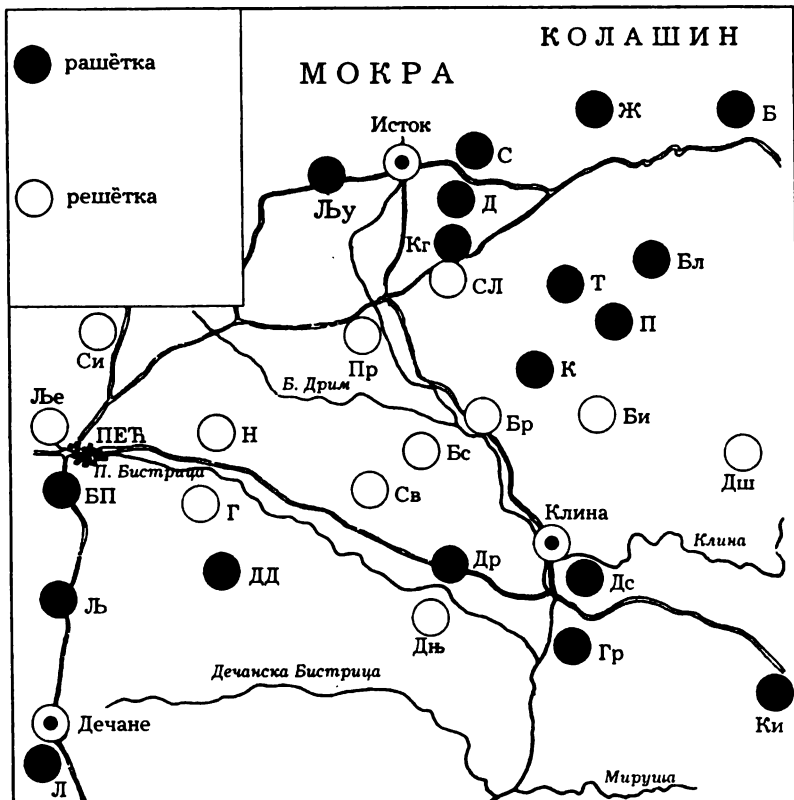 КОЛАШИН
рашётка
МОКРА
Ж
Б
Исток
С
решётка
Љу
Д
Кг
Бл
СЛ
Т
П
Си
Пр
К
Б. Дрим
Ље
Би
Бр
ПЕЋ
Н
Бс
П. Бистрица
Дш
БП
Св
Г
Клина
Клина
Др
ДД
Дс
Љ
Дњ
Гр
Дечанска Бистрица
Дечане
Ки
Мируша
Л